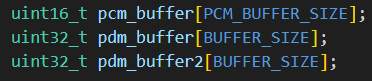 uint16_t pcm_buffer[PCM_BUFFER_SIZE];
uint32_t pdm_buffer[BUFFER_SIZE];
uint32_t pdm_buffer2[BUFFER_SIZE];